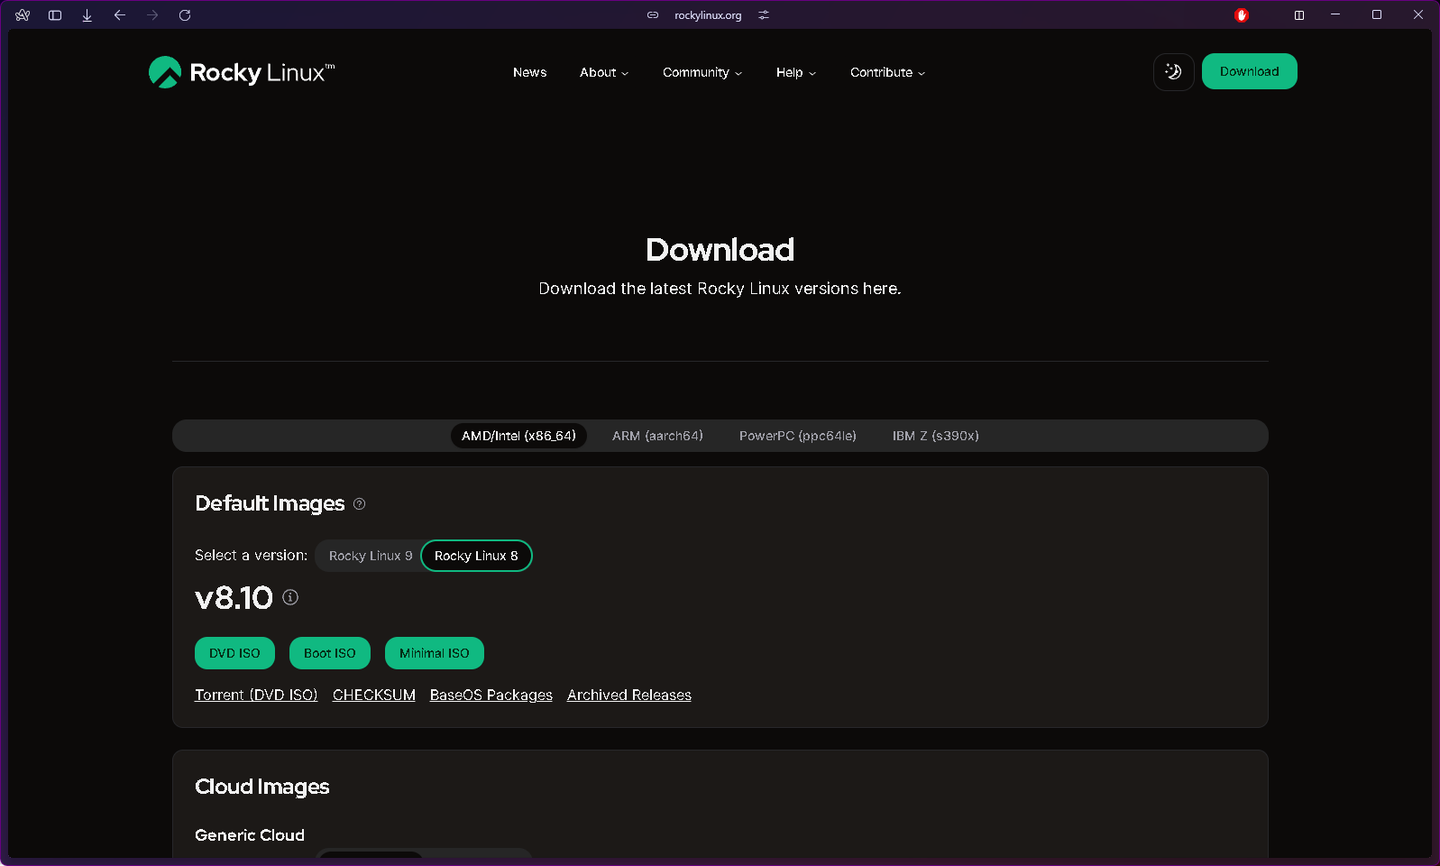 rockylinux.org
Rocky Linux™ News About Community Help Contribute Download
Download
Download the latest Rocky Linux versions here.
AMD/Intel (x86_64) ARM (aarch64) PowerPC (ppc64le) IBM Z (s390x)
Default Images
Select a version: Rocky Linux 9 Rocky Linux 8
v8.10
DVD ISO Boot ISO Minimal ISO
Torrent (DVD ISO) CHECKSUM BaseOS Packages Archived Releases
Cloud Images
Generic Cloud